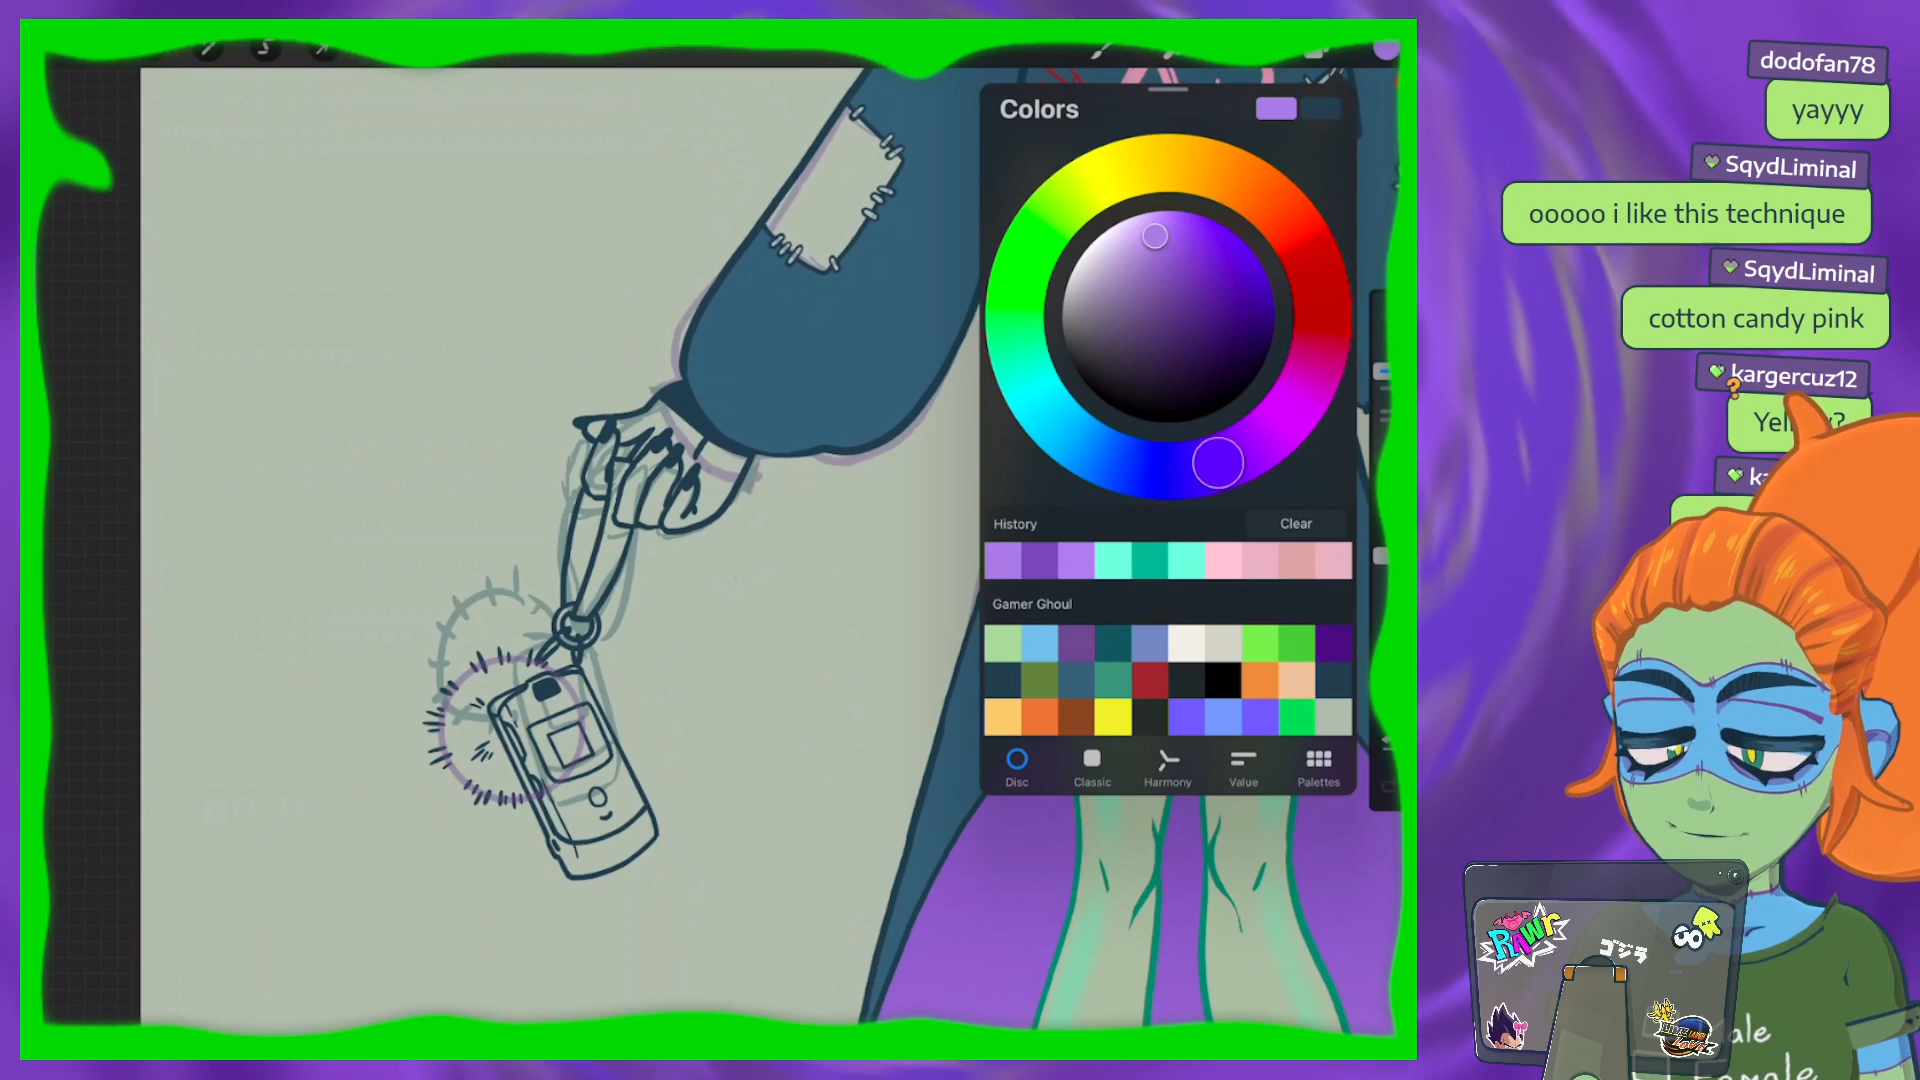 Colors
History
Clear
Gamer Ghoul
Disc
Classic
Harmony
Value
Palettes
dodofan78
yayyy
SqydLiminal
ooooo i like this technique
SqydLiminal
cotton candy pink
kargercuz12
RAWr
ゴジラ
Female